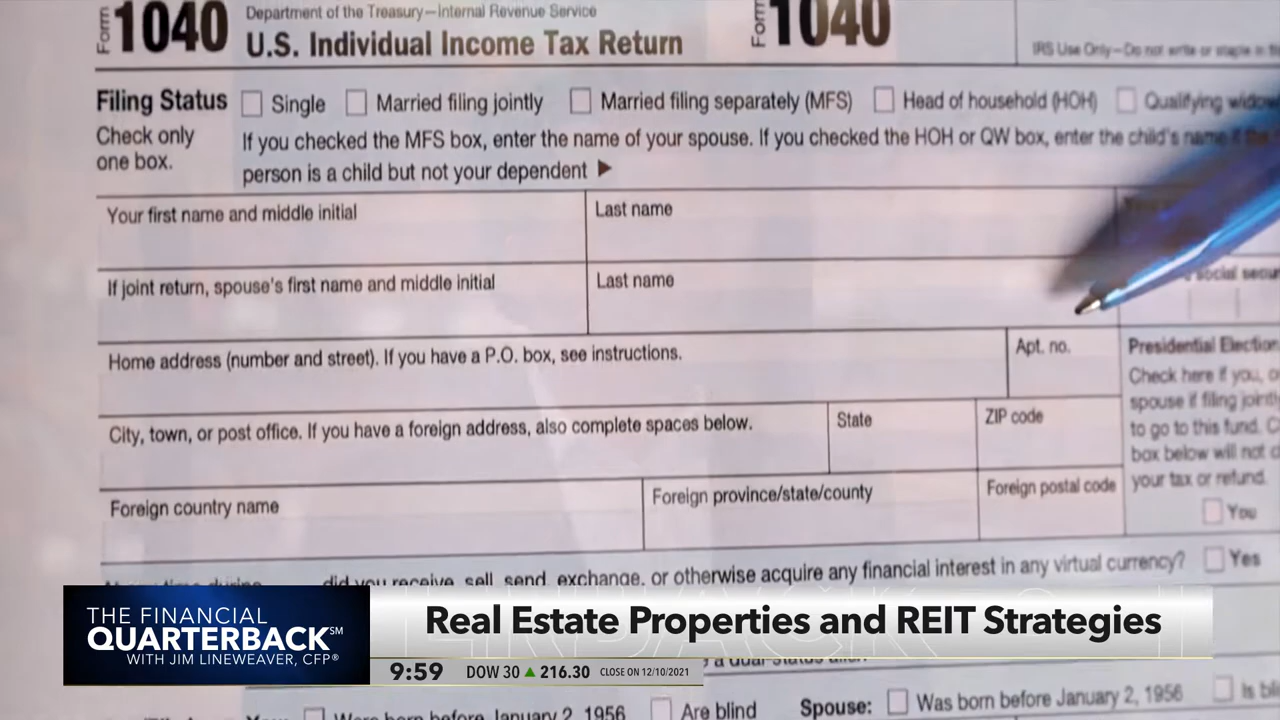 Form 1040
Department of the Treasury—Internal Revenue Service
U.S. Individual Income Tax Return
Form 1040
IRS Use Only—Do not write or staple in
Filing Status
Check only one box.
Single
Married filing jointly
Married filing separately (MFS)
Head of household (HOH)
Qualifying
If you checked the MFS box, enter the name of your spouse. If you checked the HOH or QW box, enter the child's name if the
person is a child but not your dependent ▶
Your first name and middle initial
Last name
If joint return, spouse's first name and middle initial
Last name
social
Home address (number and street). If you have a P.O. box, see instructions.
Apt. no.
City, town, or post office. If you have a foreign address, also complete spaces below.
State
ZIP code
Foreign country name
Foreign province/state/county
Foreign postal code
Presidential Election
Check here if you, o
spouse if filing jointly
to go to this fund. C
box below will not c
your tax or refund.
You
did you receive, sell, send, exchange, or otherwise acquire any financial interest in any virtual currency?
Yes
THE FINANCIAL
QUARTERBACK℠
WITH JIM LINEWEAVER, CFP®
Real Estate Properties and REIT Strategies
9:59
DOW 30 ▲ 216.30
CLOSE ON 12/10/2021
Were born before January 2, 1956
Are blind
Spouse:
Was born before January 2, 1956
Is